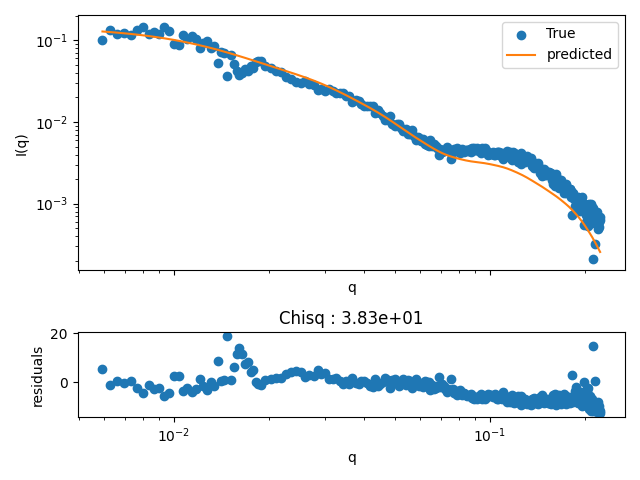 True
predicted
I(q)
10⁻¹
10⁻²
10⁻³
q
Chisq : 3.83e+01
residuals
20
0
10⁻²
10⁻¹
q